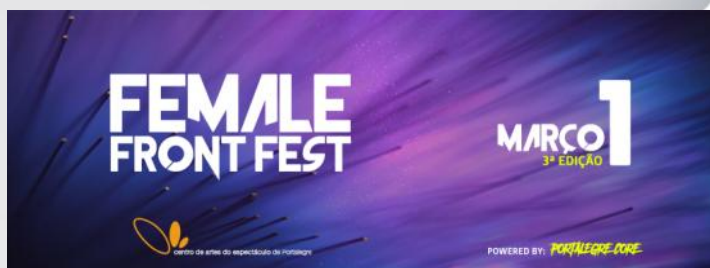 FEMALE
FRONT FEST
MARÇO 1
3ª EDIÇÃO
centro de artes do espectáculo de Portalegre
POWERED BY: PORTALEGRE CORE